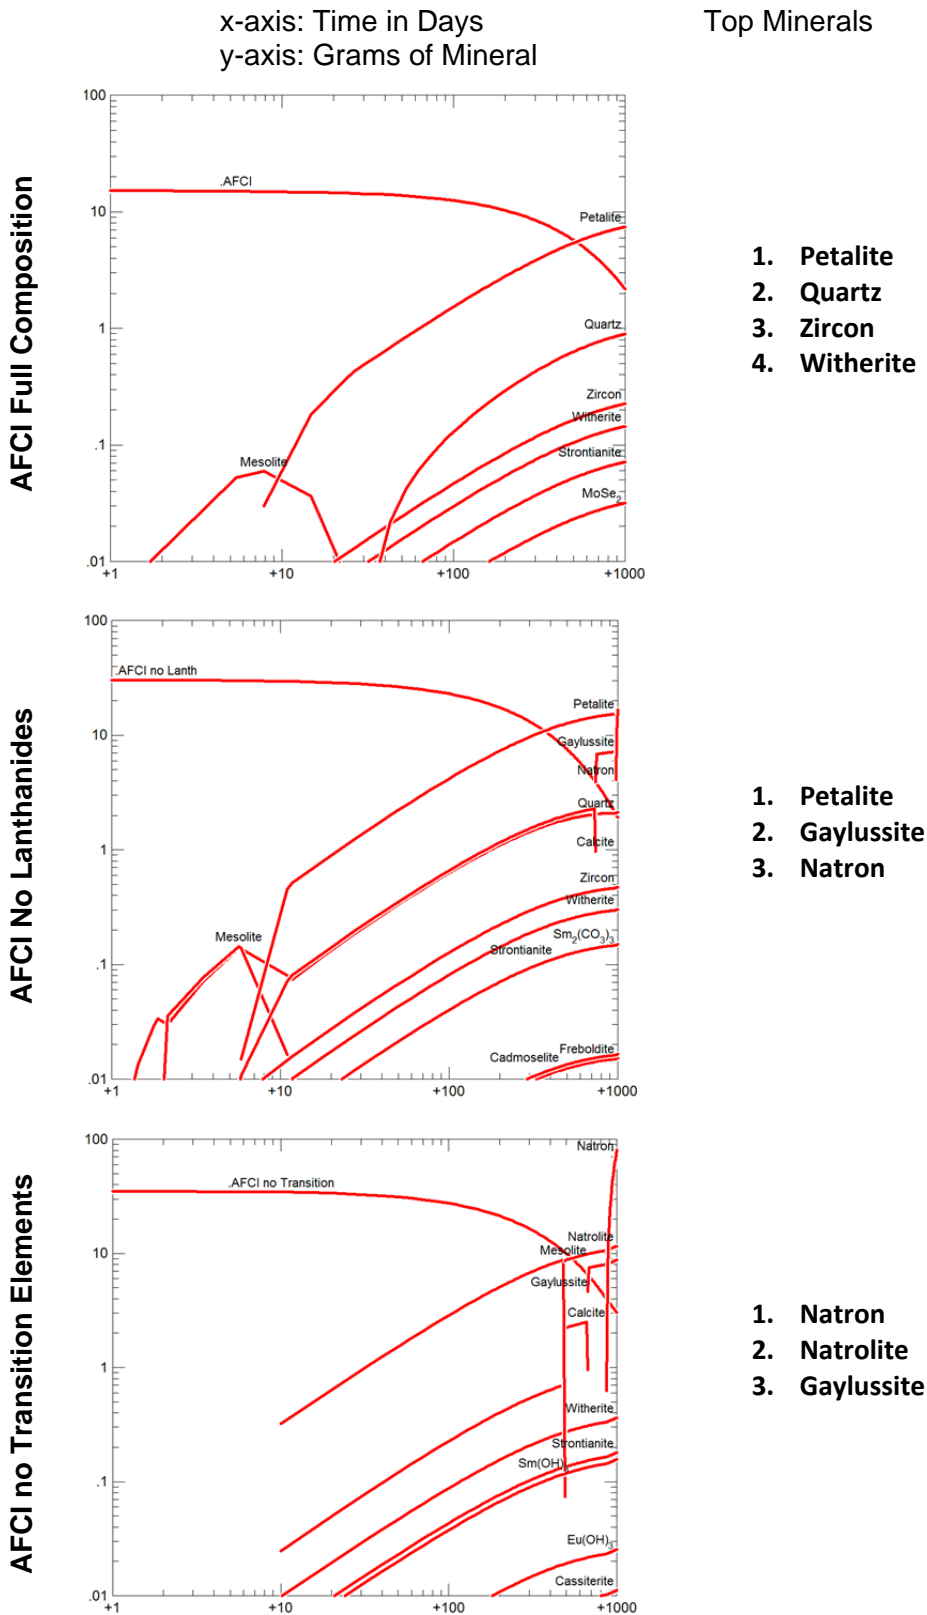 x-axis: Time in Days
y-axis: Grams of Mineral
Top Minerals
AFCI Full Composition
100
10
1
.1
.01
+1
+10
+100
+1000
.AFCI
Petalite
Quartz
Zircon
Witherite
Strontianite
MoSe2
Mesolite
1. Petalite
2. Quartz
3. Zircon
4. Witherite
AFCI No Lanthanides
100
10
1
.1
.01
+1
+10
+100
+1000
.AFCI no Lanth
Petalite
Gaylussite
Natron
Quartz
Calcite
Zircon
Witherite
Sm2(CO3)3
Strontianite
Mesolite
Freboldite
Cadmoselite
1. Petalite
2. Gaylussite
3. Natron
AFCI no Transition Elements
100
10
1
.1
.01
+1
+10
+100
+1000
.AFCI no Transition
Natron
Natrolite
Mesolite
Gaylussite
Calcite
Witherite
Strontianite
Sm(OH)
Eu(OH)3
Cassiterite
1. Natron
2. Natrolite
3. Gaylussite